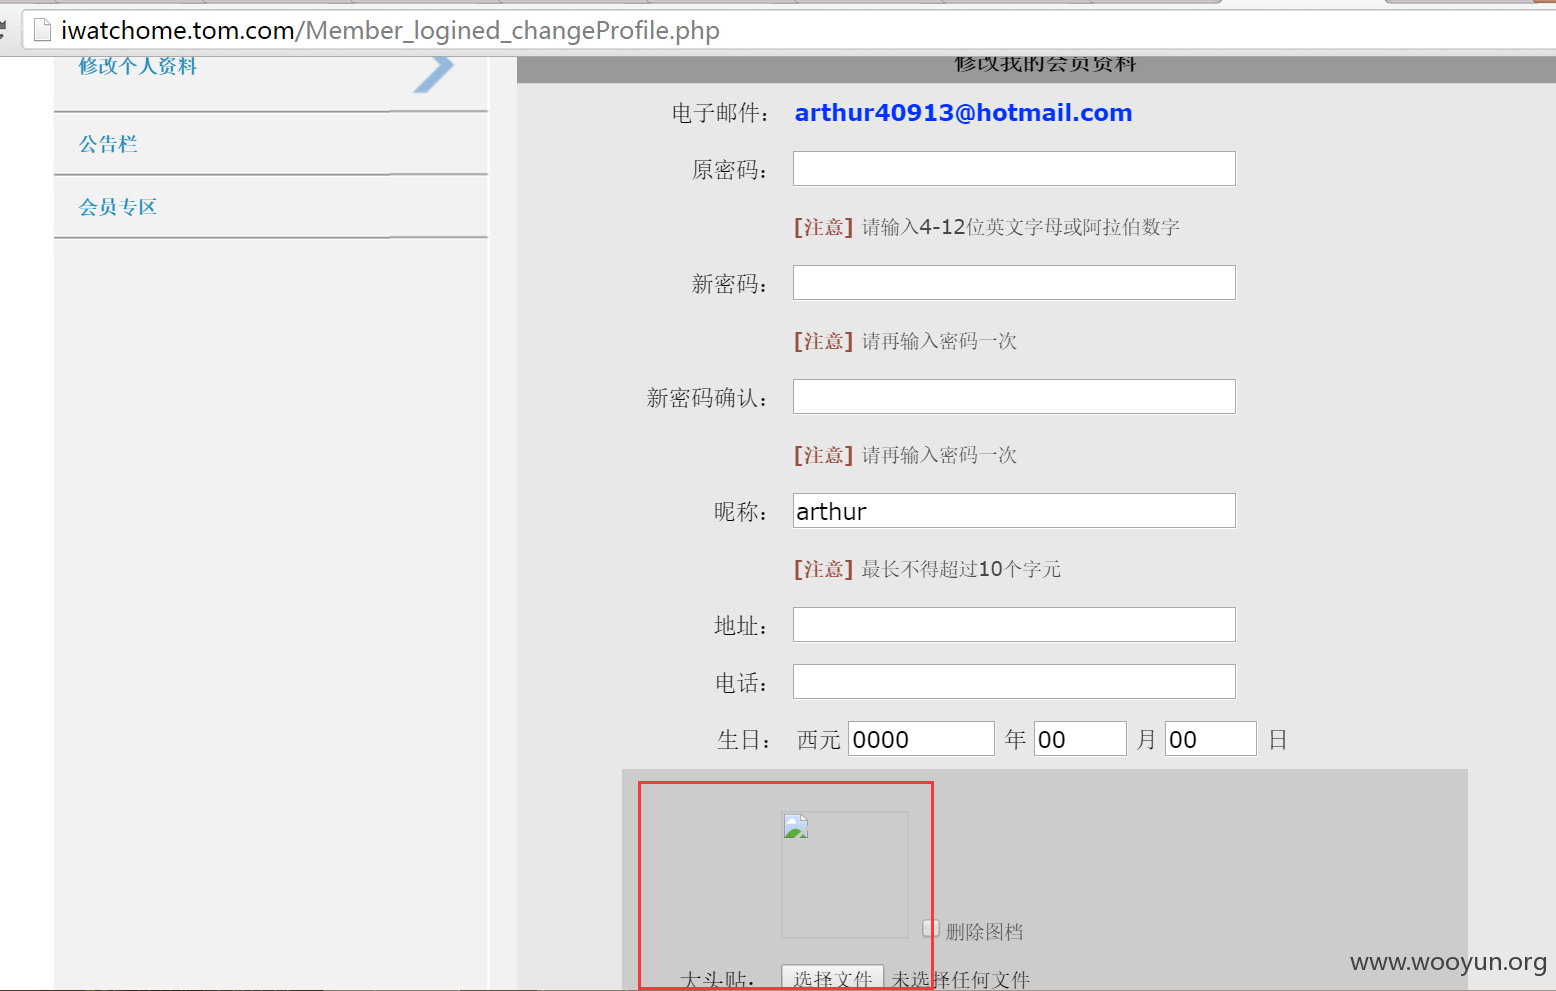 iwatchome.tom.com/Member_logined_changeProfile.php
修改个人资料
公告栏
会员专区
修改我的会员资料
电子邮件： arthur40913@hotmail.com
原密码：
[注意] 请输入4-12位英文字母或阿拉伯数字
新密码：
[注意] 请再输入密码一次
新密码确认：
[注意] 请再输入密码一次
昵称： arthur
[注意] 最长不得超过10个字元
地址：
电话：
生日： 西元 0000 年 00 月 00 日
删除图档
大头贴： 选择文件 未选择任何文件
www.wooyun.org